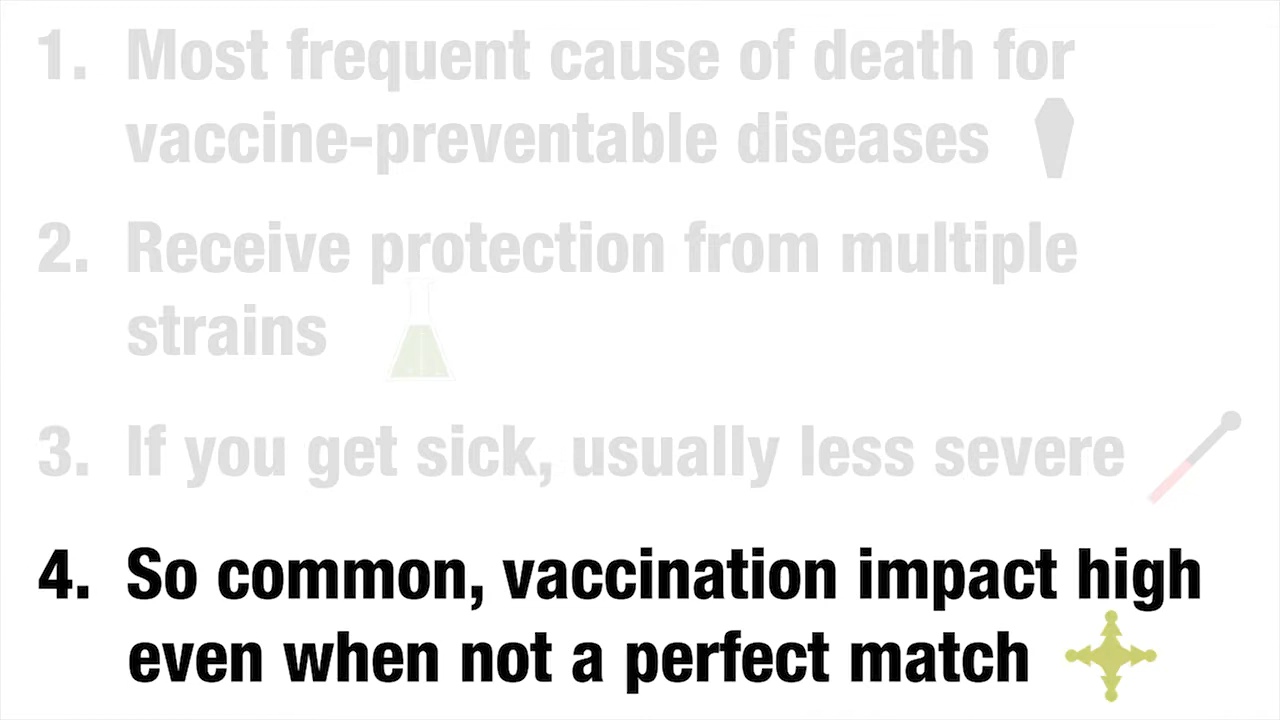 1. Most frequent cause of death for
vaccine-preventable diseases
2. Receive protection from multiple
strains
3. If you get sick, usually less severe
4. So common, vaccination impact high
even when not a perfect match